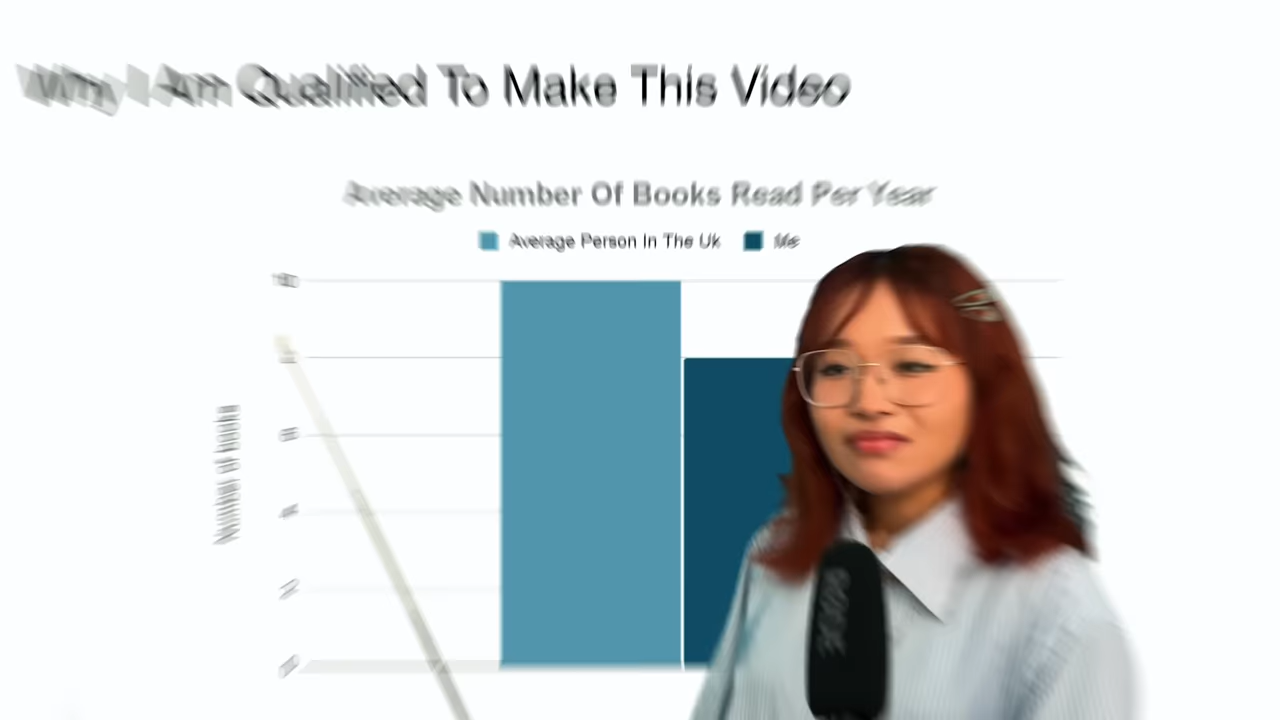 Why I Am Qualified To Make This Video
Average Number Of Books Read Per Year
Average Person In The Uk
Me
Number of books